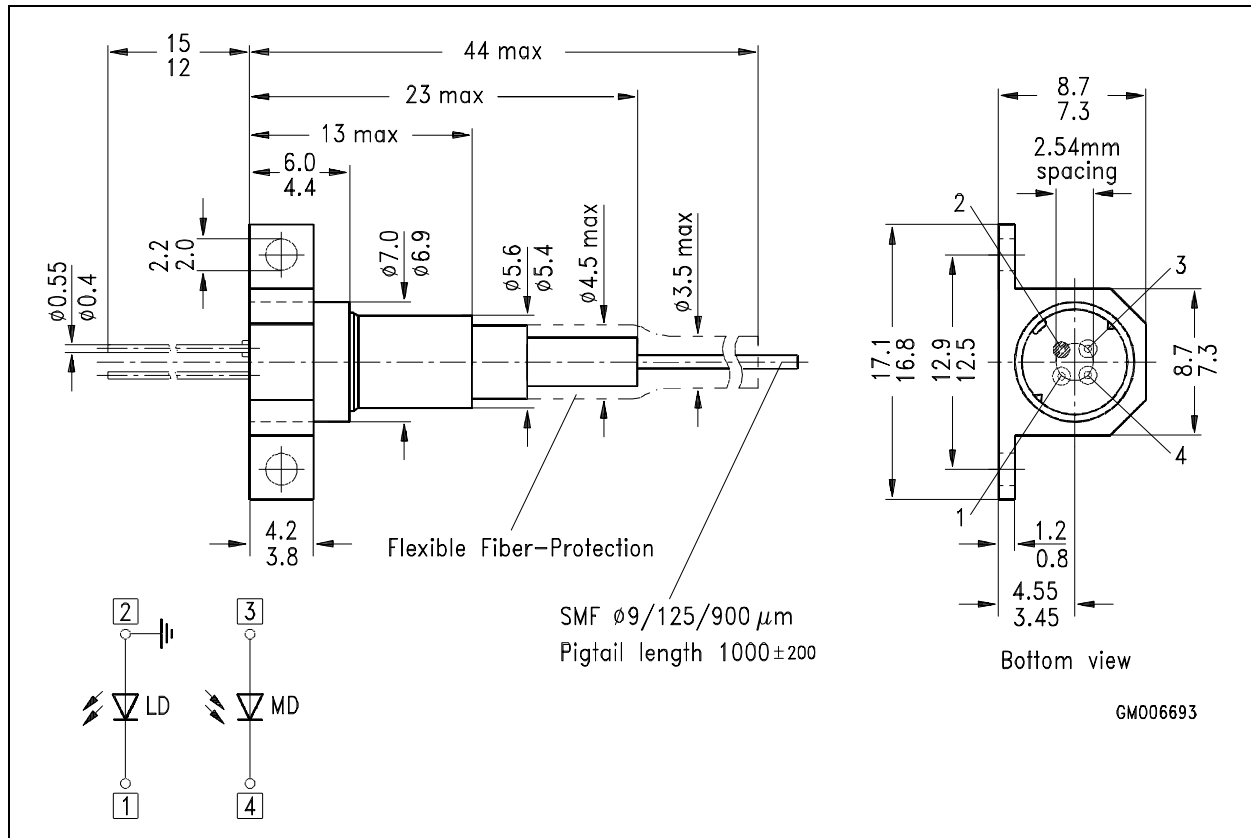 15
12
44 max
23 max
13 max
6.0
4.4
2.2
2.0
ø0.55
ø0.4
ø7.0
ø6.9
ø5.6
ø5.4
ø4.5 max
ø3.5 max
4.2
3.8
Flexible Fiber-Protection
SMF ø9/125/900 µm
Pigtail length 1000±200
8.7
7.3
2.54mm
spacing
2
3
17.1
16.8
12.9
12.5
8.7
7.3
1
4
1.2
0.8
4.55
3.45
Bottom view
GMO06693
2
3
LD
MD
1
4